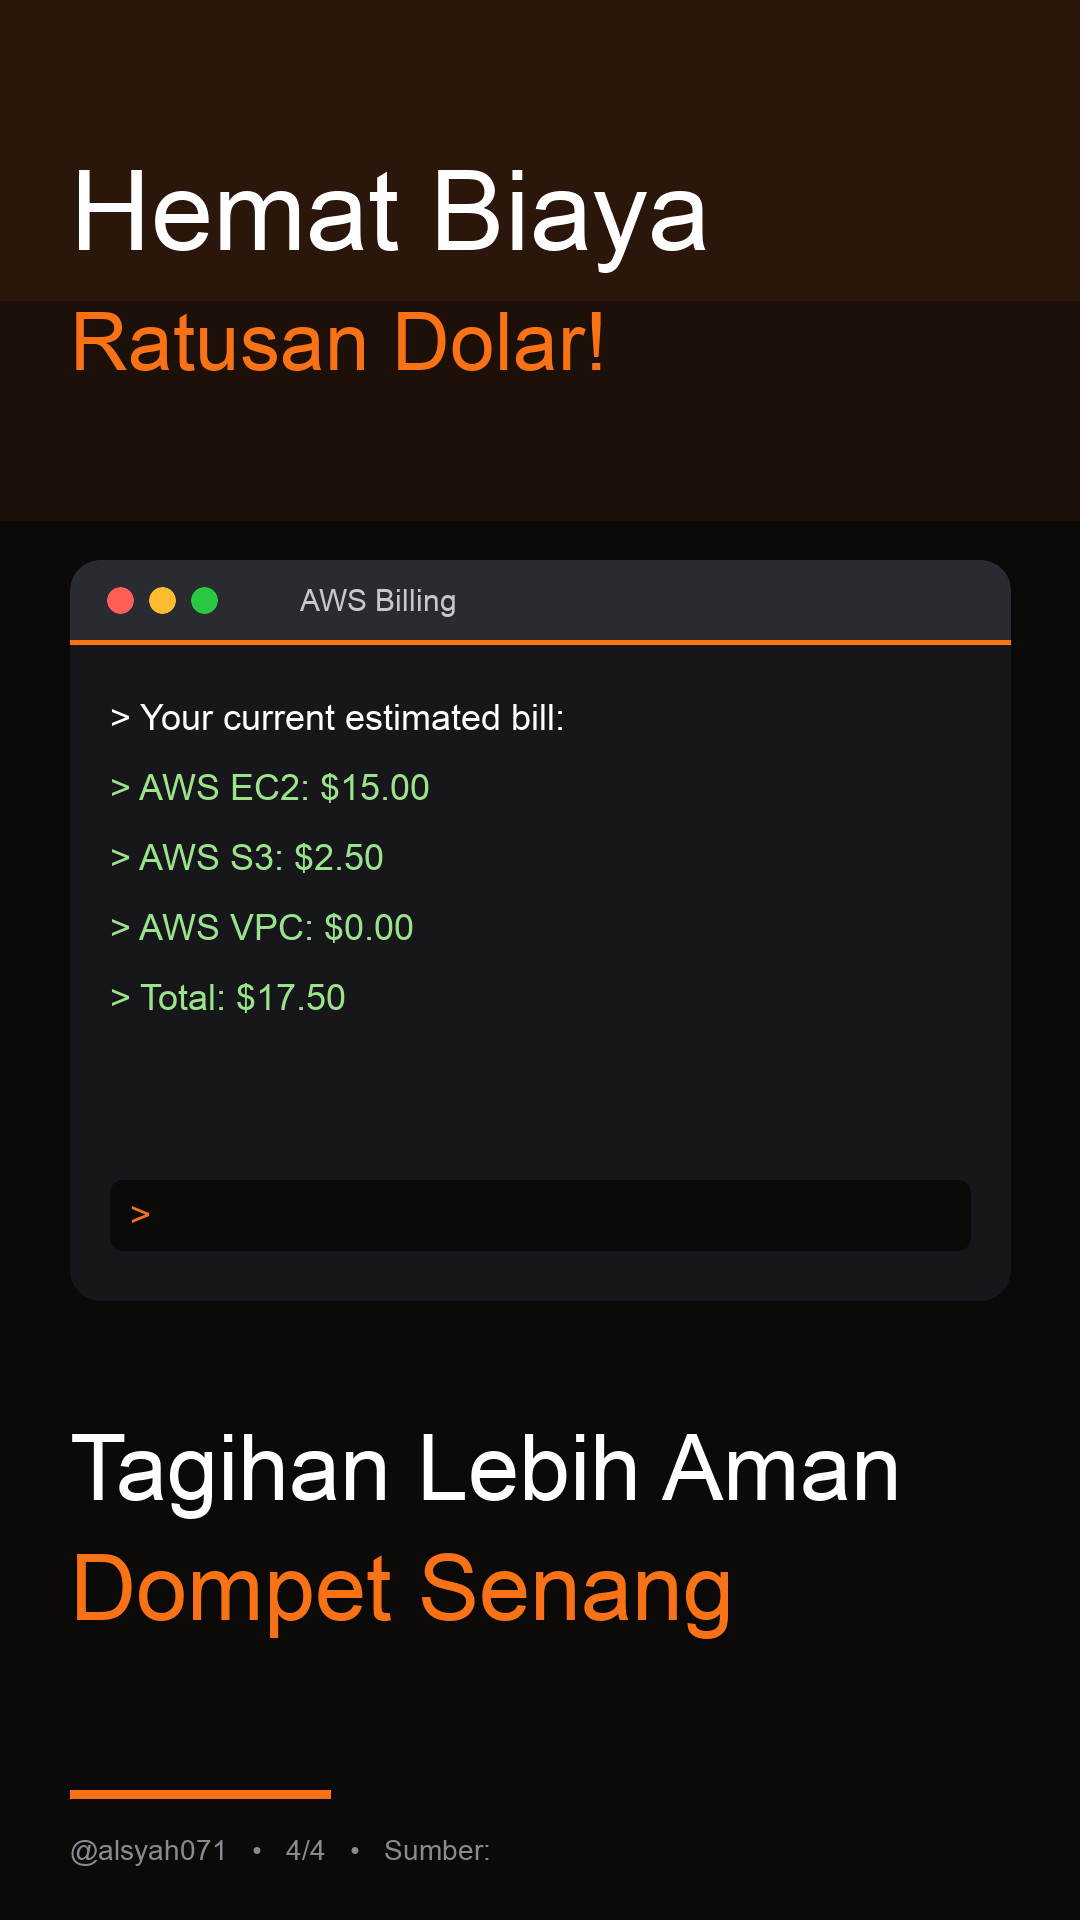 Hemat Biaya
Ratusan Dolar!
AWS Billing
> Your current estimated bill:
> AWS EC2: $15.00
> AWS S3: $2.50
> AWS VPC: $0.00
> Total: $17.50
>
Tagihan Lebih Aman
Dompet Senang
@alsyah071 • 4/4 • Sumber: